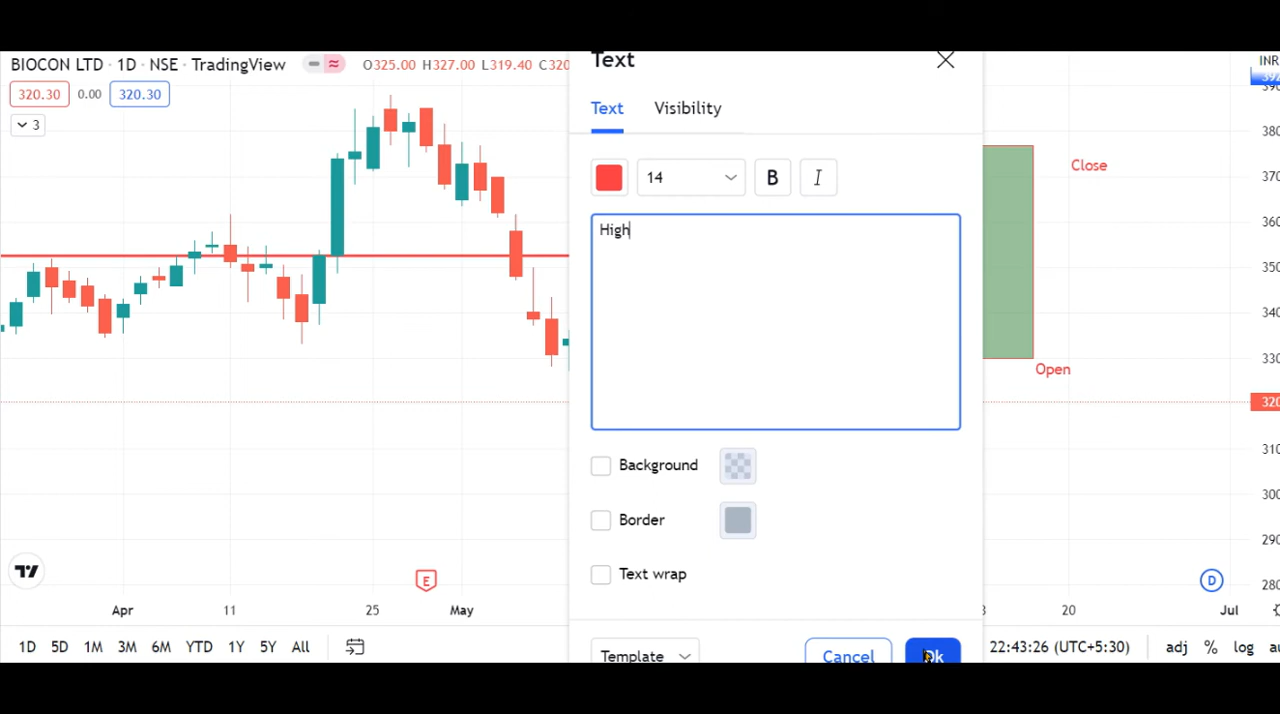 BIOCON LTD · 1D · NSE · TradingView O325.00 H327.00 L319.40 C320
320.30 0.00 320.30
3
Text
Text Visibility
14 B I
High
Background
Border
Text wrap
Template Cancel Ok
Close
Open
INR
390
380
370
360
350
340
330
320
310
300
290
280
E
D
Apr 11 25 May 20 Jul
1D 5D 1M 3M 6M YTD 1Y 5Y All 22:43:26 (UTC+5:30) adj % log